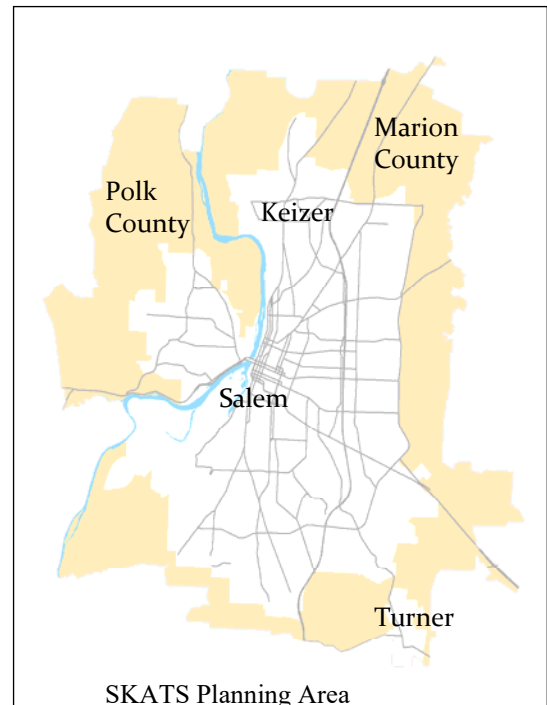 Marion
County
Polk
County
Keizer
Salem
Turner
SKATS Planning Area